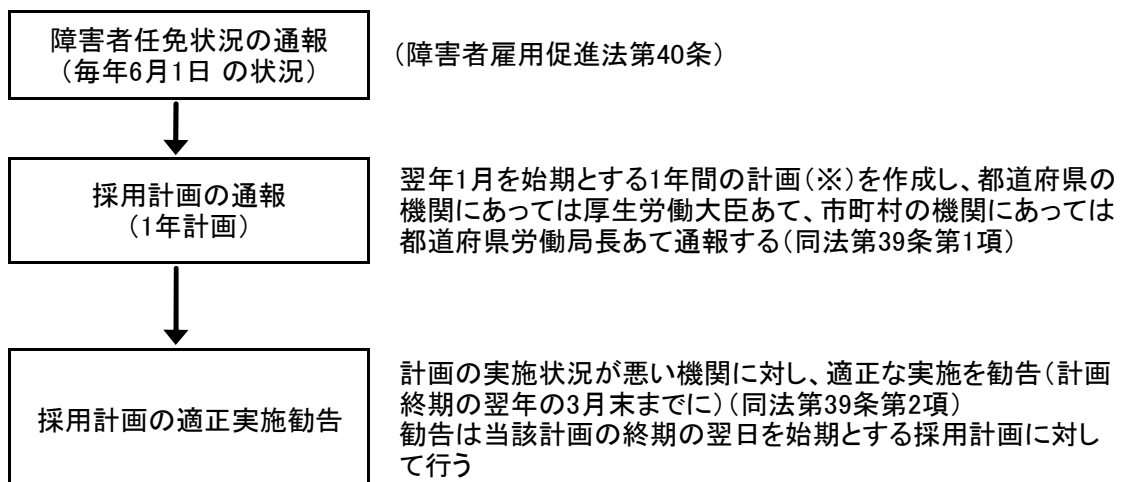 障害者任免状況の通報
（毎年6月1日 の状況）
（障害者雇用促進法第40条）
採用計画の通報
（1年計画）
翌年1月を始期とする1年間の計画（※）を作成し、都道府県の
機関にあっては厚生労働大臣あて、市町村の機関にあっては
都道府県労働局長あて通報する（同法第39条第1項）
採用計画の適正実施勧告
計画の実施状況が悪い機関に対し、適正な実施を勧告（計画
終期の翌年の3月末までに）（同法第39条第2項）
勧告は当該計画の終期の翌日を始期とする採用計画に対し
て行う